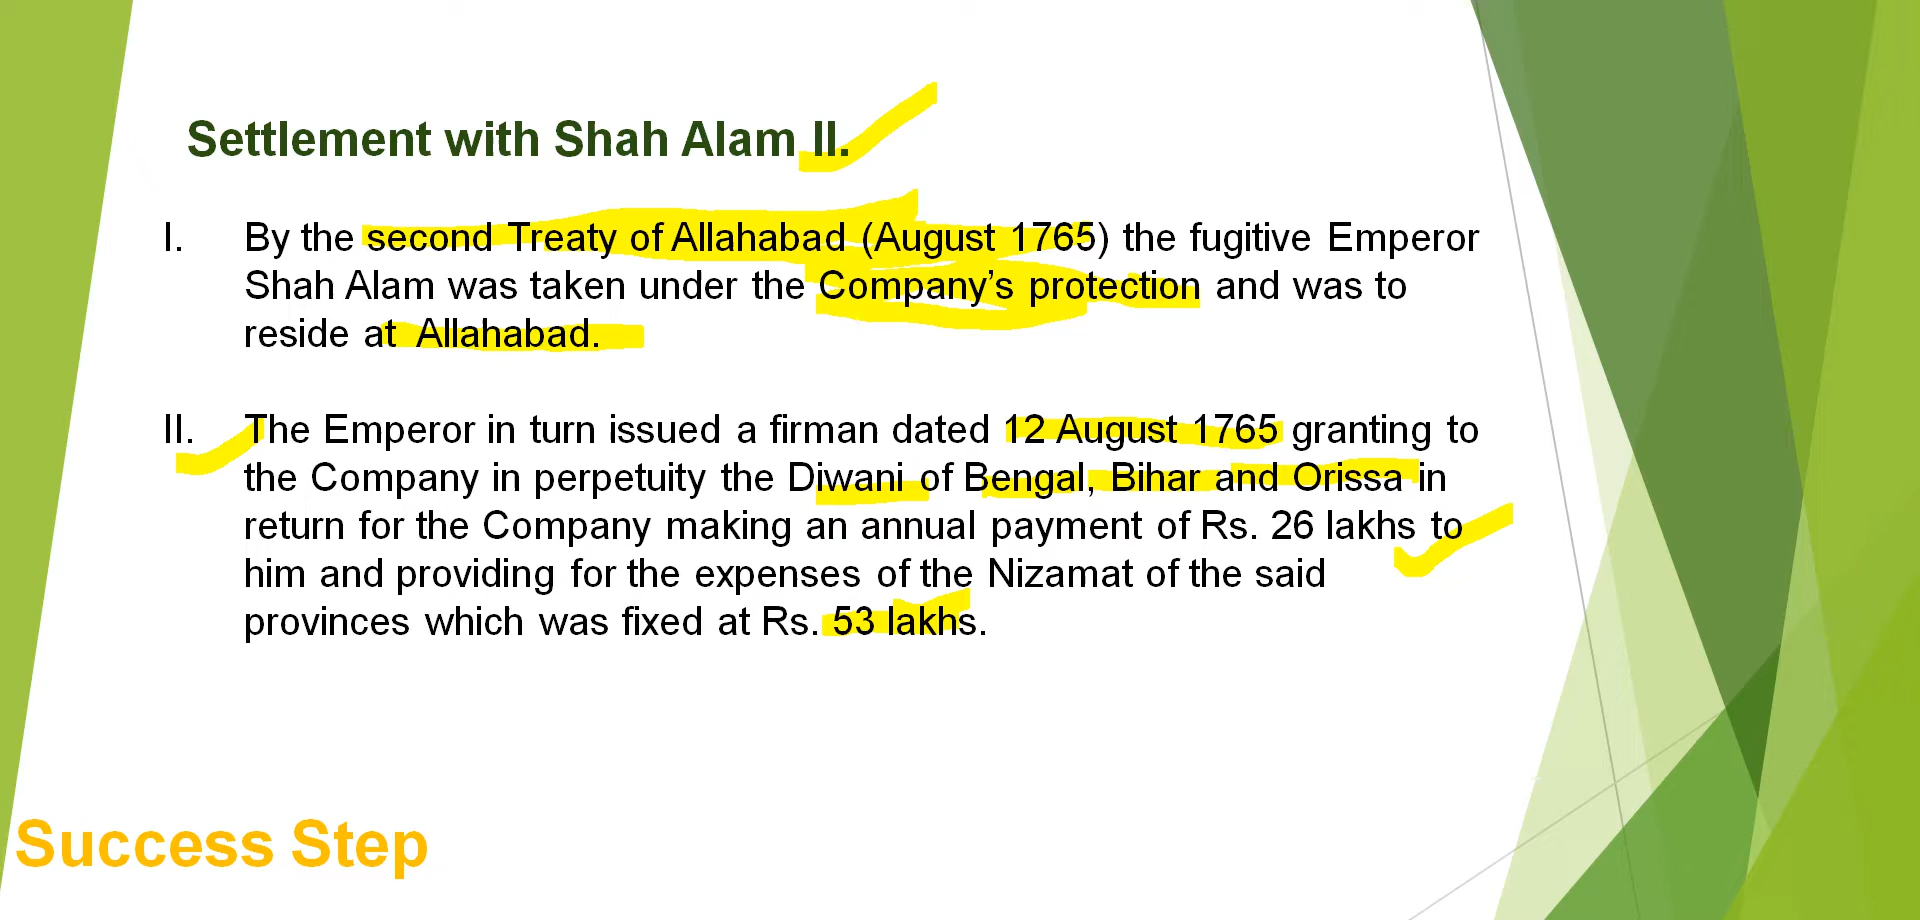 Settlement with Shah Alam II.
I. By the second Treaty of Allahabad (August 1765) the fugitive Emperor
Shah Alam was taken under the Company’s protection and was to
reside at Allahabad.
II. The Emperor in turn issued a firman dated 12 August 1765 granting to
the Company in perpetuity the Diwani of Bengal, Bihar and Orissa in
return for the Company making an annual payment of Rs. 26 lakhs to
him and providing for the expenses of the Nizamat of the said
provinces which was fixed at Rs. 53 lakhs.
Success Step